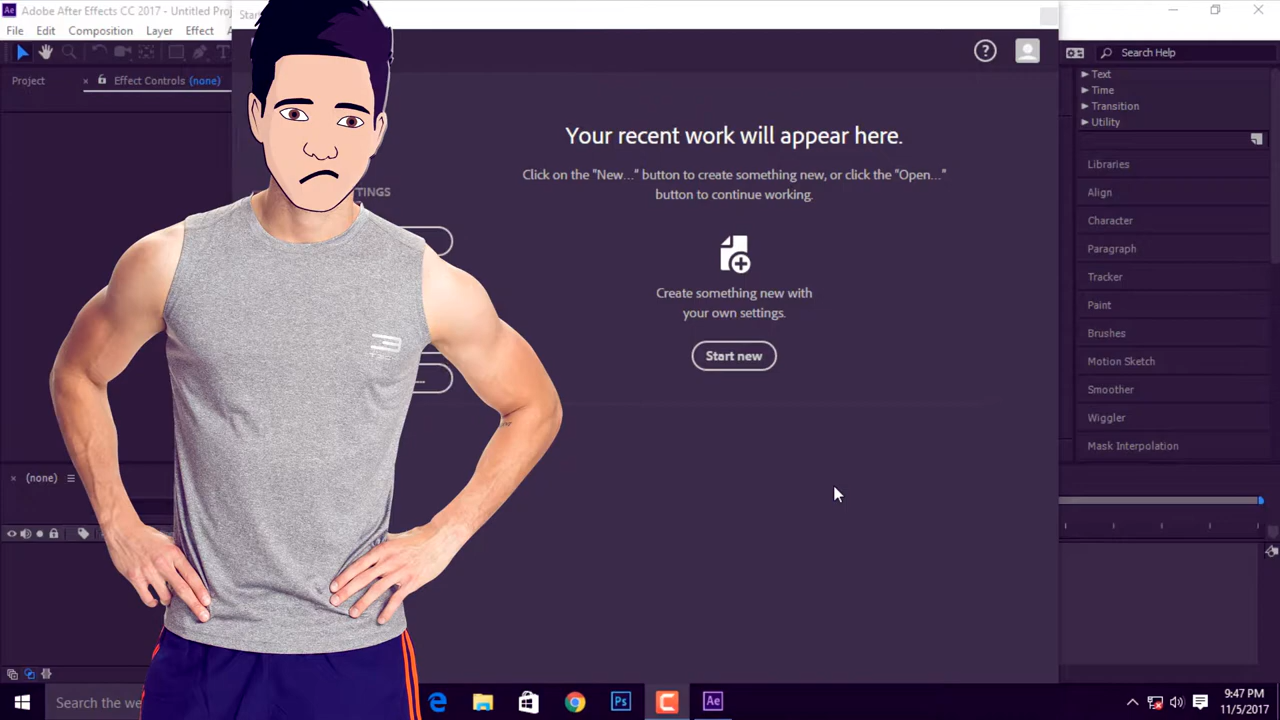 Adobe After Effects CC 2017 - Untitled Proj
Star
File Edit Composition Layer Effect
Search Help
Project
Effect Controls (none)
Text
Time
Transition
Utility
Your recent work will appear here.
Click on the "New..." button to create something new, or click the "Open..."
button to continue working.
TINGS
Libraries
Align
Character
Paragraph
Tracker
Paint
Brushes
Motion Sketch
Smoother
Wiggler
Mask Interpolation
Create something new with
your own settings.
Start new
(none)
Search the we
Ps
Ae
9:47 PM
11/5/2017